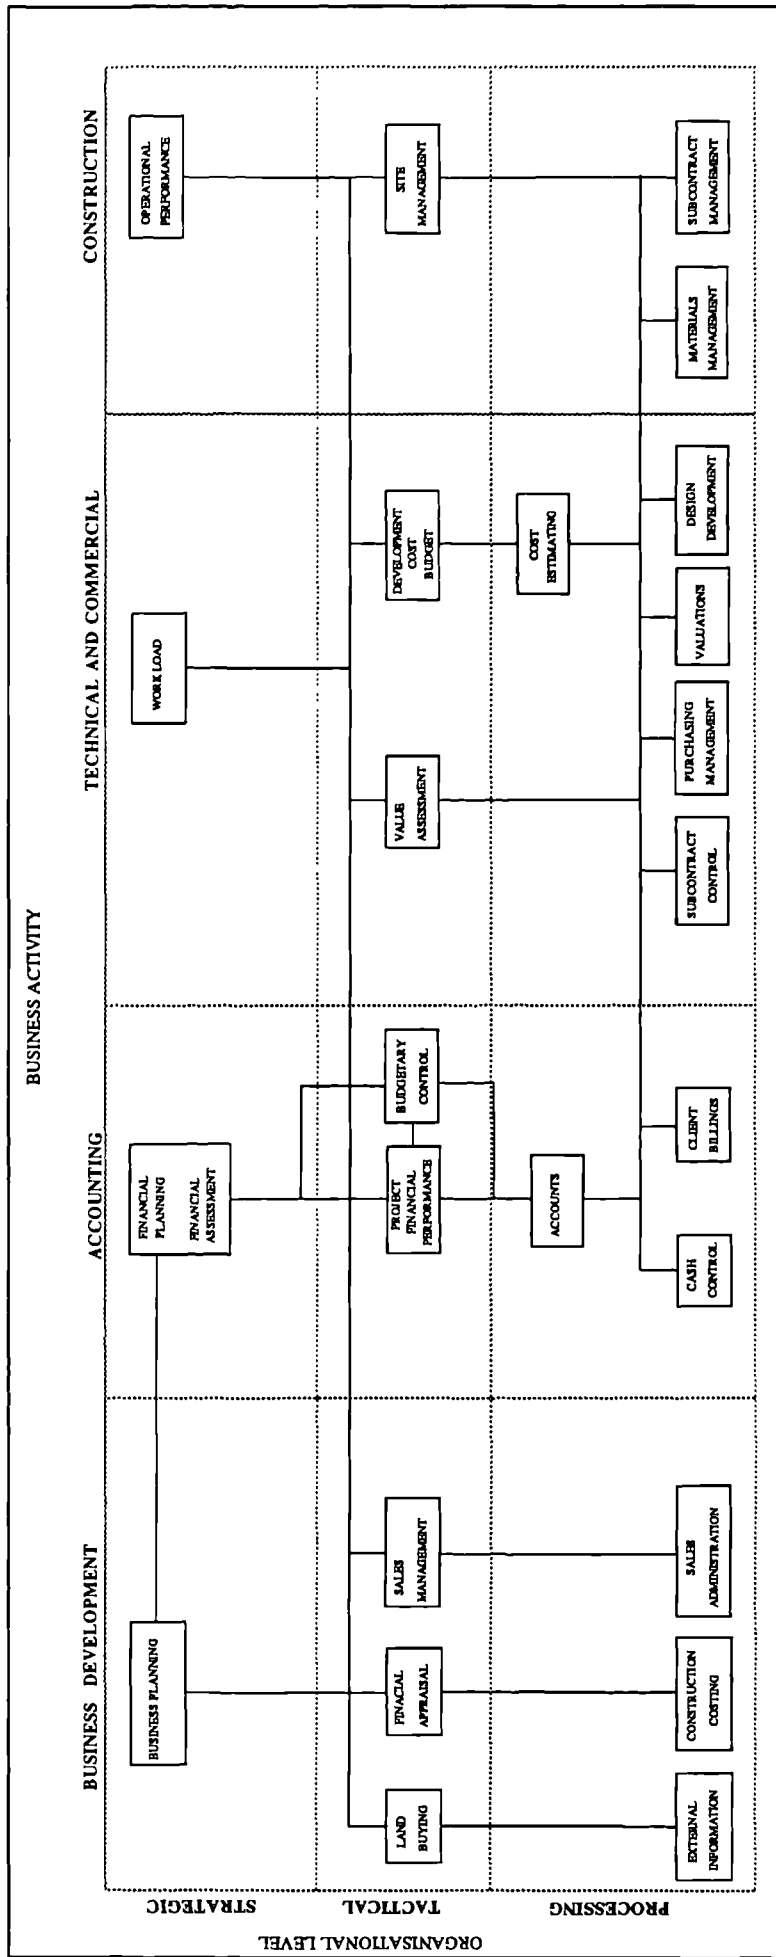 BUSINESS ACTIVITY
BUSINESS DEVELOPMENT
ACCOUNTING
TECHNICAL AND COMMERCIAL
CONSTRUCTION
ORGANISATIONAL LEVEL
STRATEGIC
BUSINESS PLANNING
FINANCIAL
PLANNING
FINANCIAL
ASSESSMENT
WORK LOAD
OPERATIONAL
PERFORMANCE
TACTICAL
LAND
BUYING
FINACIAL
APPRAISAL
SALES
MANAGEMENT
PROJECT
FINANCIAL
PERFORMANCE
BUDGETARY
CONTROL
VALUE
ASSESSMENT
DEVELOPMENT
COST
BUDGET
SITE
MANAGEMENT
PROCESSING
ACCOUNTS
COST
ESTIMATING
EXTERNAL
INFORMATION
CONSTRUCTION
COSTING
SALES
ADMINISTRATION
CASH
CONTROL
CLIENT
BILLINGS
SUBCONTRACT
CONTROL
PURCHASING
MANAGEMENT
VALUATIONS
DESIGN
DEVELOPMENT
MATERIALS
MANAGEMENT
SUBCONTRACT
MANAGEMENT